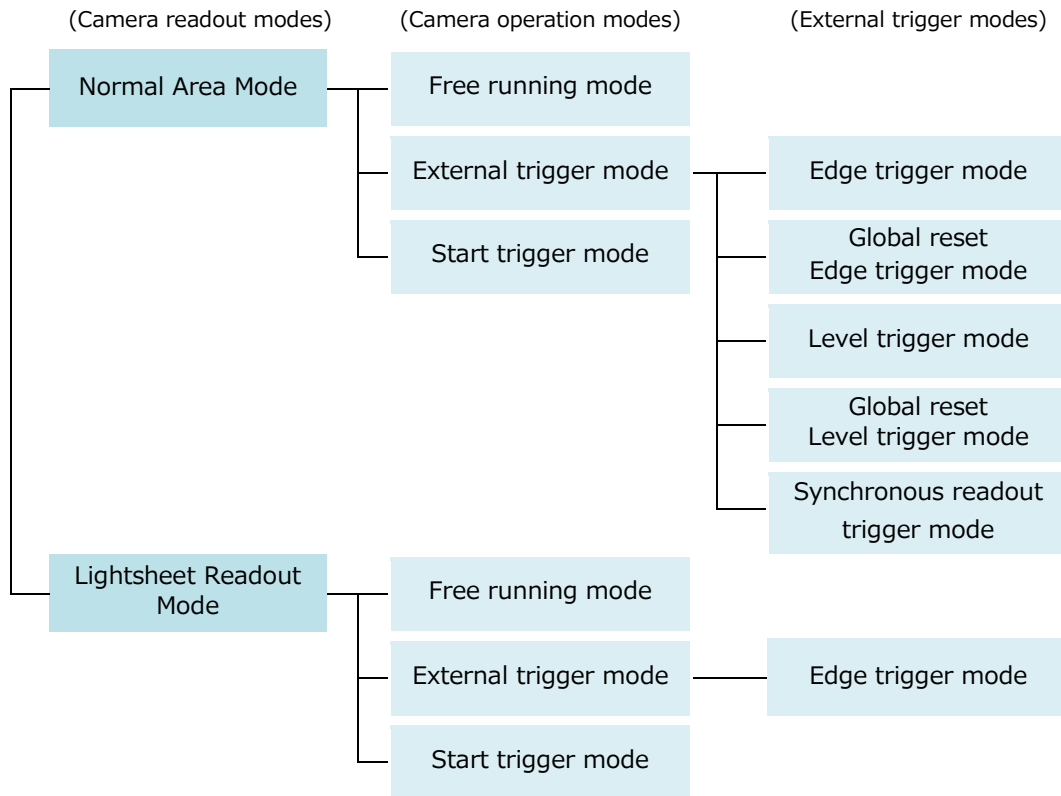 (Camera readout modes)
(Camera operation modes)
(External trigger modes)
Normal Area Mode
Free running mode
External trigger mode
Edge trigger mode
Start trigger mode
Global reset
Edge trigger mode
Level trigger mode
Global reset
Level trigger mode
Synchronous readout
trigger mode
Lightsheet Readout
Mode
Free running mode
External trigger mode
Edge trigger mode
Start trigger mode